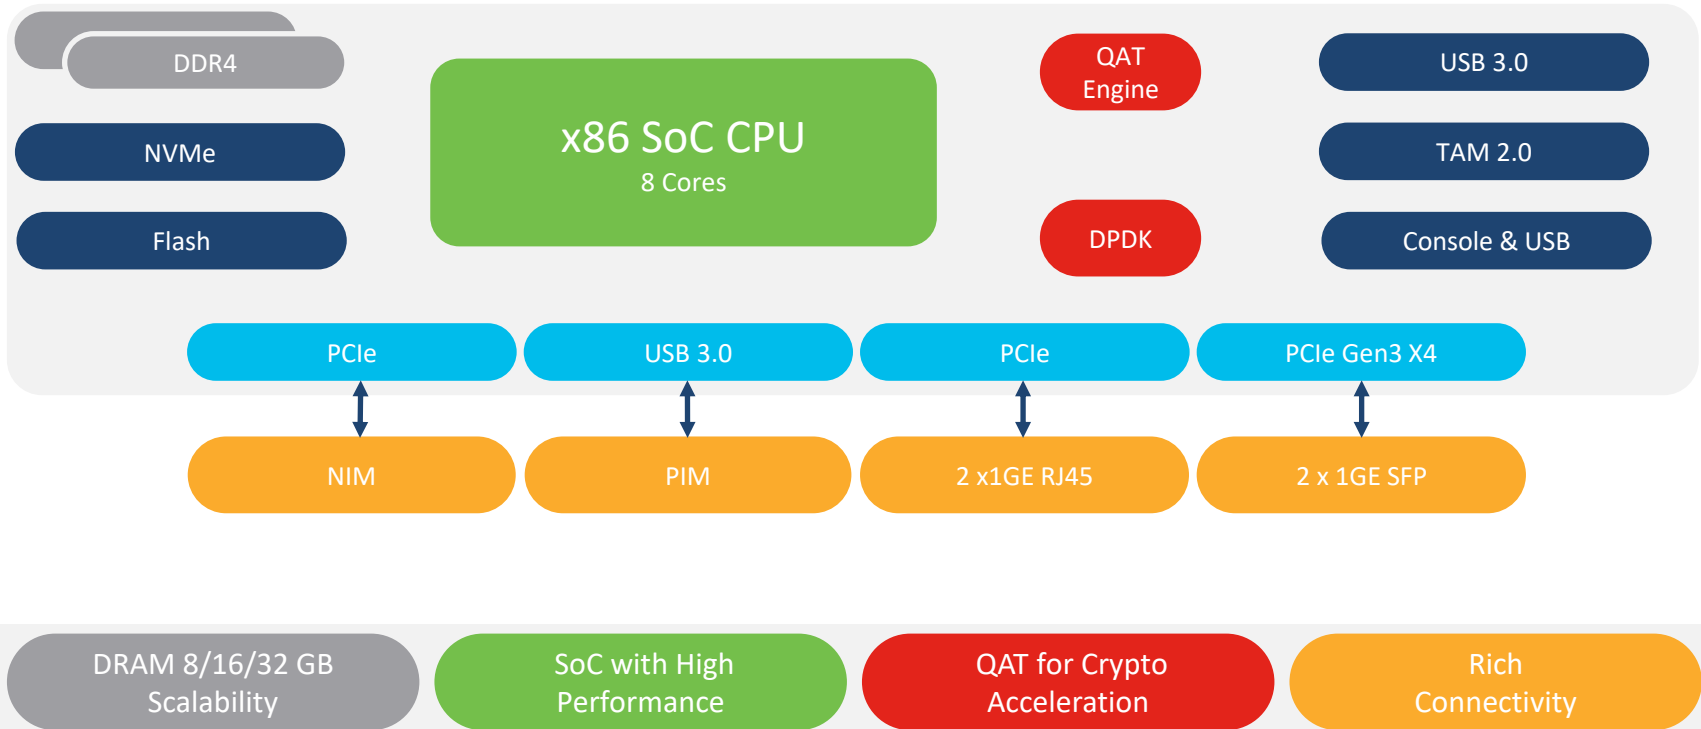 DDR4
NVMe
Flash
x86 SoC CPU
8 Cores
QAT
Engine
DPDK
USB 3.0
TAM 2.0
Console & USB
PCIe
USB 3.0
PCIe
PCIe Gen3 X4
NIM
PIM
2 x1GE RJ45
2 x 1GE SFP
DRAM 8/16/32 GB
Scalability
SoC with High
Performance
QAT for Crypto
Acceleration
Rich
Connectivity